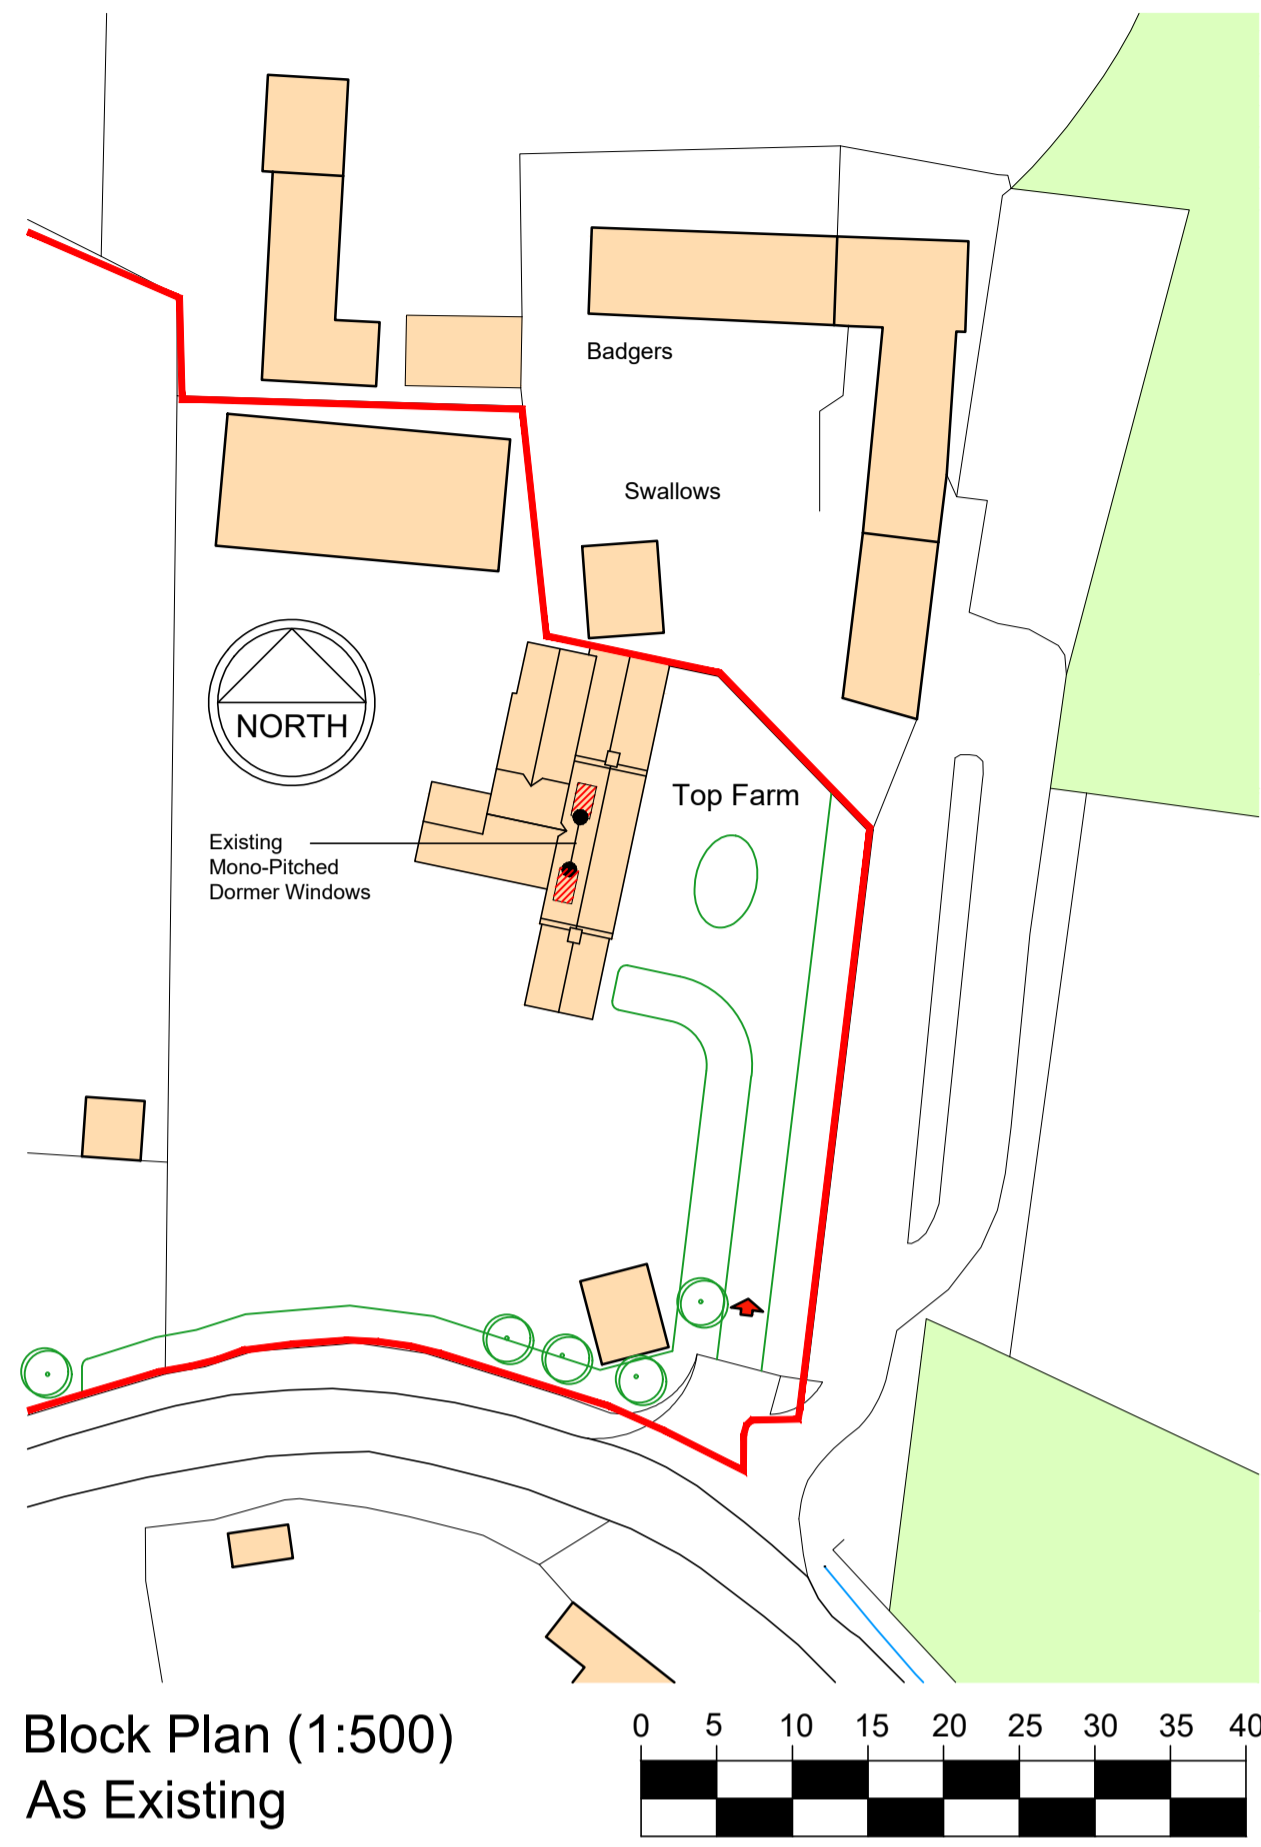 Badgers
Swallows
NORTH
Top Farm
Existing
Mono-Pitched
Dormer Windows
Block Plan (1:500)
As Existing
0 5 10 15 20 25 30 35 40